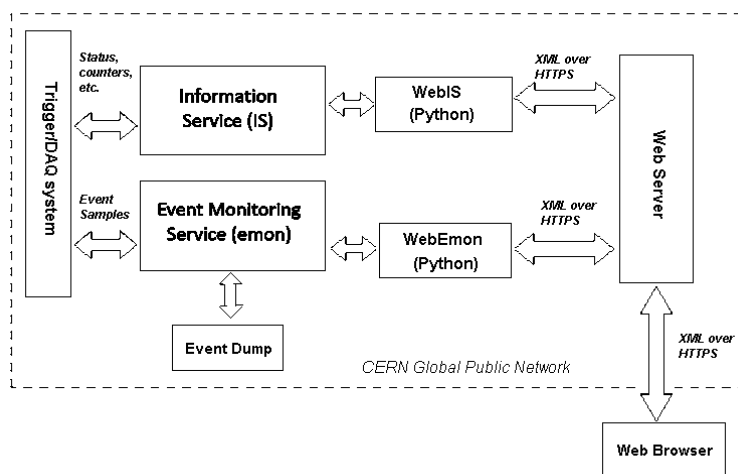 Trigger/DAQ system
Status,
counters,
etc.
Information
Service (IS)
WebIS
(Python)
XML over
HTTPS
Web Server
Event
Samples
Event Monitoring
Service (emon)
WebEmon
(Python)
XML over
HTTPS
Event Dump
CERN Global Public Network
XML over
HTTPS
Web Browser